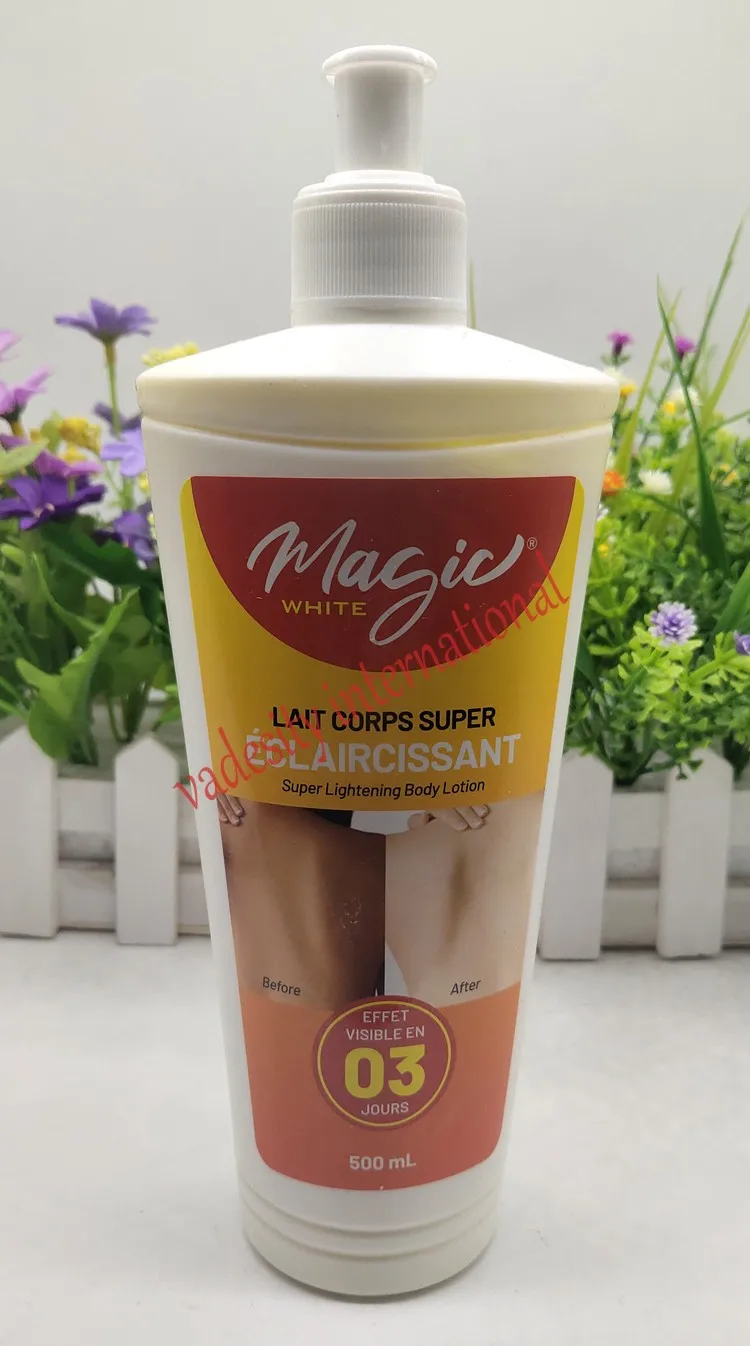 Magic®
WHITE
vadesity international
LAIT CORPS SUPER
ÉCLAIRCISSANT
Super Lightening Body Lotion
Before
After
EFFET
VISIBLE EN
03
JOURS
500 mL